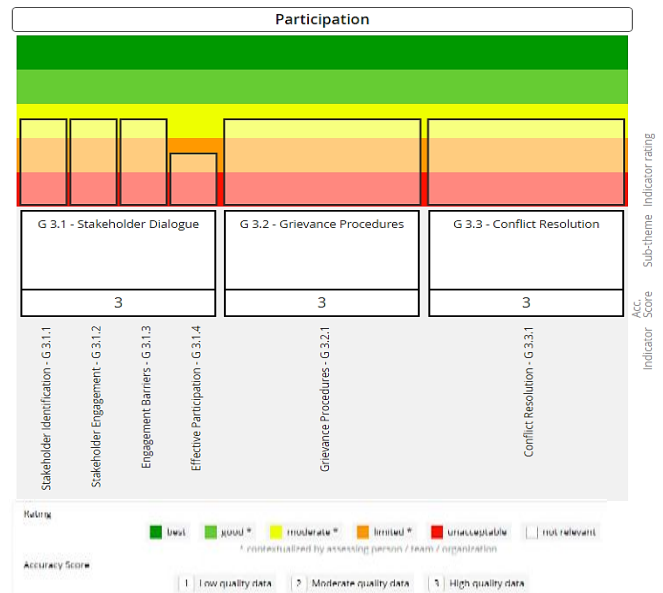 Participation
Indicator rating
G 3.1 - Stakeholder Dialogue
G 3.2 - Grievance Procedures
G 3.3 - Conflict Resolution
Sub-theme
3
3
3
Acc.
Score
Stakeholder Identification - G 3.1.1
Stakeholder Engagement - G 3.1.2
Engagement Barriers - G 3.1.3
Effective Participation - G 3.1.4
Grievance Procedures - G 3.2.1
Conflict Resolution - G 3.3.1
Indicator
Rating
best good * moderate * limited * unacceptable not relevant
* contextualized by assessing person / team / organization
Accuracy Score
1 Low quality data 2 Moderate quality data 3 High quality data